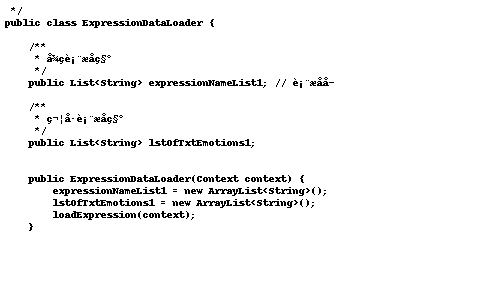 */
public class ExpressionDataLoader {
/**
* å¾çè¡¨æåç§°
*/
public List<String> expressionNameList1; // è¡¨æåå­
/**
* ç¬¦å·è¡¨æåç§°
*/
public List<String> lstOfTxtEmotions1;
public ExpressionDataLoader(Context context) {
expressionNameList1 = new ArrayList<String>();
lstOfTxtEmotions1 = new ArrayList<String>();
loadExpression(context);
}